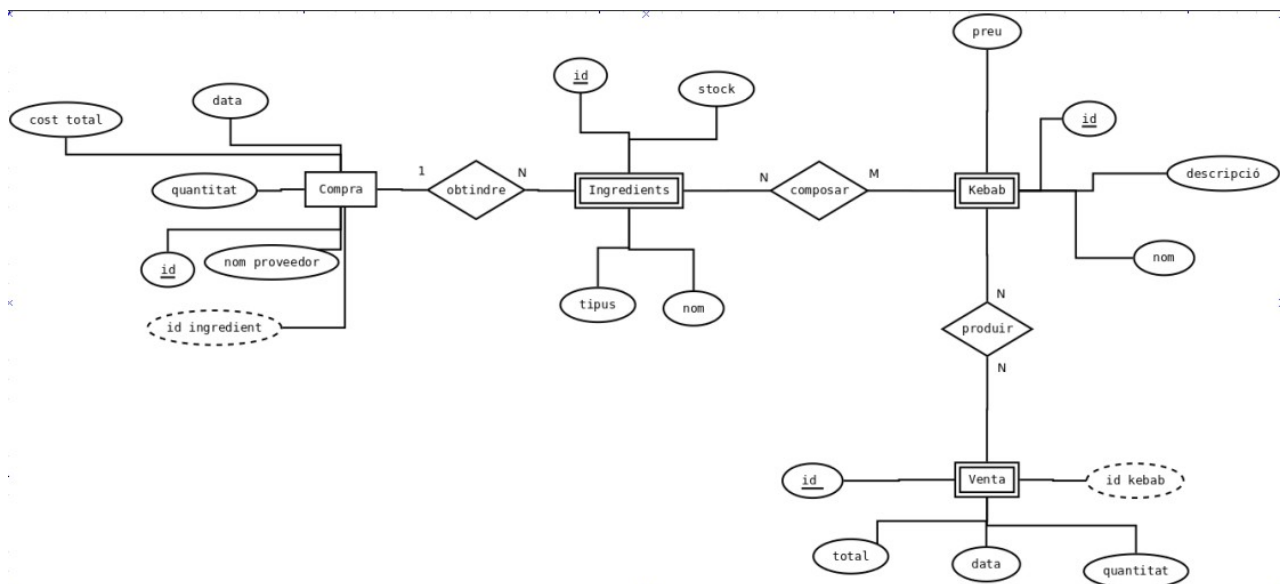 preu
id
stock
data
cost total
id
descripció
1
N
N
M
quantitat
Compra
obtindre
Ingredients
composar
Kebab
nom
nom proveedor
id
tipus
nom
N
id ingredient
produir
N
id
Venta
id kebab
total
data
quantitat